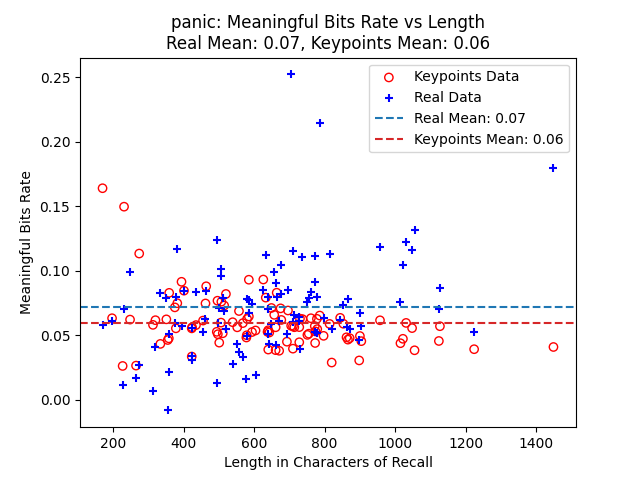 panic: Meaningful Bits Rate vs Length
Real Mean: 0.07, Keypoints Mean: 0.06
Keypoints Data
Real Data
Real Mean: 0.07
Keypoints Mean: 0.06
Meaningful Bits Rate
0.25
0.20
0.15
0.10
0.05
0.00
200 400 600 800 1000 1200 1400
Length in Characters of Recall